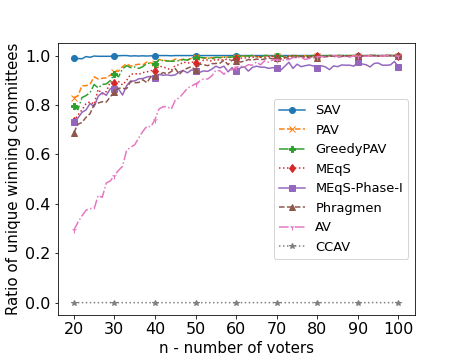 Ratio of unique winning committees
1.0
0.8
0.6
0.4
0.2
0.0
SAV
PAV
GreedyPAV
MEqS
MEqS-Phase-I
Phragmen
AV
CCAV
20 30 40 50 60 70 80 90 100
n - number of voters